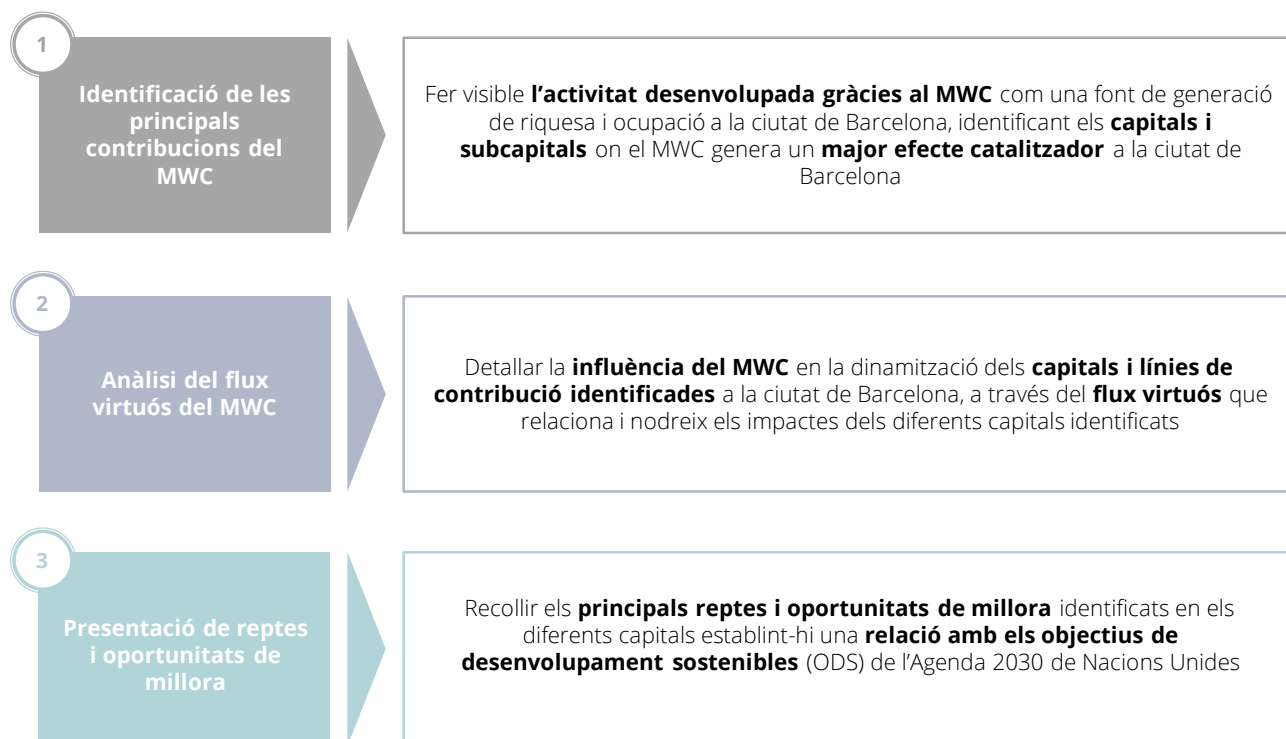 1
Identificació de les
principals
contribucions del
MWC
Fer visible l’activitat desenvolupada gràcies al MWC com una font de generació
de riquesa i ocupació a la ciutat de Barcelona, identificant els capitals i
subcapitals on el MWC genera un major efecte catalitzador a la ciutat de
Barcelona
2
Anàlisi del flux
virtuós del MWC
Detallar la influència del MWC en la dinamització dels capitals i línies de
contribució identificades a la ciutat de Barcelona, a través del flux virtuós que
relaciona i nodreix els impactes dels diferents capitals identificats
3
Presentació de reptes
i oportunitats de
millora
Recollir els principals reptes i oportunitats de millora identificats en els
diferents capitals establint-hi una relació amb els objectius de
desenvolupament sostenibles (ODS) de l’Agenda 2030 de Nacions Unides